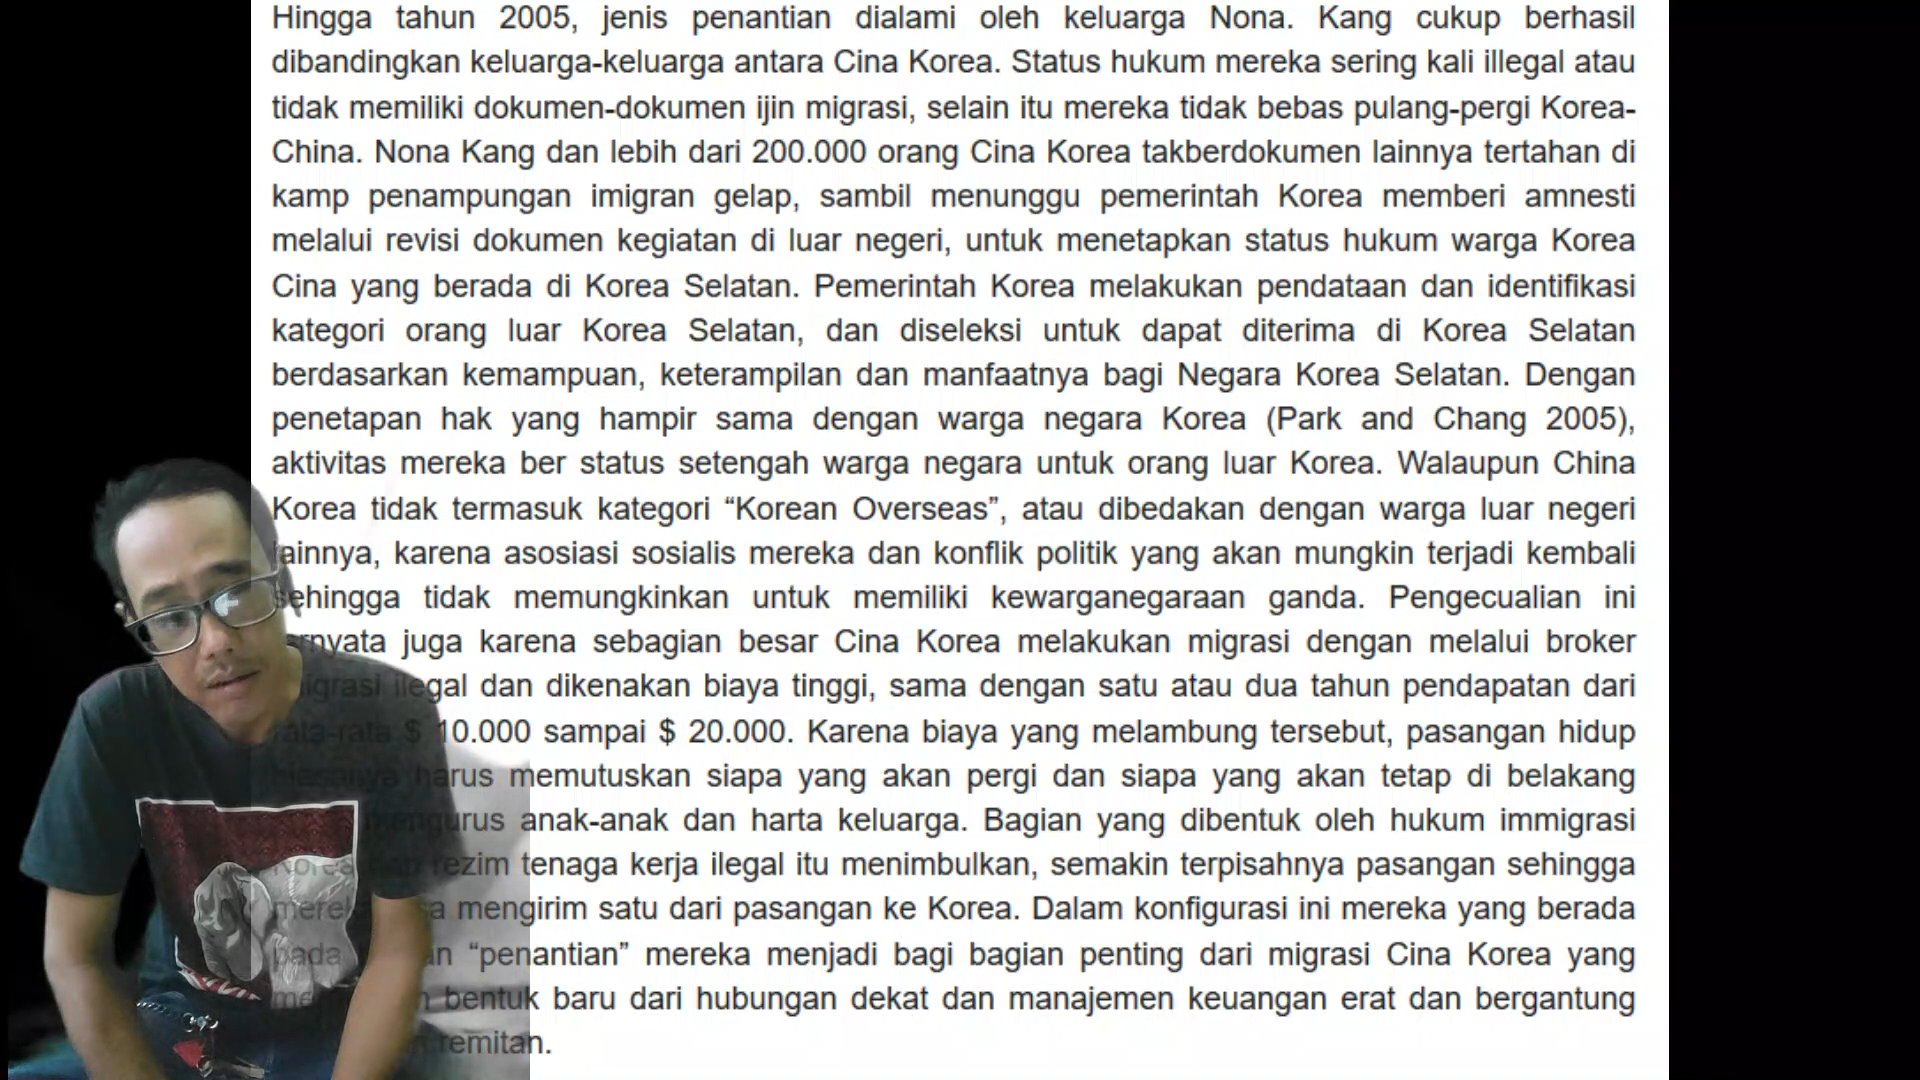 Hingga tahun 2005, jenis penantian dialami oleh keluarga Nona. Kang cukup berhasil
dibandingkan keluarga-keluarga antara Cina Korea. Status hukum mereka sering kali illegal atau
tidak memiliki dokumen-dokumen ijin migrasi, selain itu mereka tidak bebas pulang-pergi Korea-
China. Nona Kang dan lebih dari 200.000 orang Cina Korea takberdokumen lainnya tertahan di
kamp penampungan imigran gelap, sambil menunggu pemerintah Korea memberi amnesti
melalui revisi dokumen kegiatan di luar negeri, untuk menetapkan status hukum warga Korea
Cina yang berada di Korea Selatan. Pemerintah Korea melakukan pendataan dan identifikasi
kategori orang luar Korea Selatan, dan diseleksi untuk dapat diterima di Korea Selatan
berdasarkan kemampuan, keterampilan dan manfaatnya bagi Negara Korea Selatan. Dengan
penetapan hak yang hampir sama dengan warga negara Korea (Park and Chang 2005),
aktivitas mereka ber status setengah warga negara untuk orang luar Korea. Walaupun China
Korea tidak termasuk kategori “Korean Overseas”, atau dibedakan dengan warga luar negeri
lainnya, karena asosiasi sosialis mereka dan konflik politik yang akan mungkin terjadi kembali
sehingga tidak memungkinkan untuk memiliki kewarganegaraan ganda. Pengecualian ini
juga karena sebagian besar Cina Korea melakukan migrasi dengan melalui broker
migrasi ilegal dan dikenakan biaya tinggi, sama dengan satu atau dua tahun pendapatan dari
rata-rata $ 10.000 sampai $ 20.000. Karena biaya yang melambung tersebut, pasangan hidup
biasanya harus memutuskan siapa yang akan pergi dan siapa yang akan tetap di belakang
mengurus anak-anak dan harta keluarga. Bagian yang dibentuk oleh hukum immigrasi
Korea dan rezim tenaga kerja ilegal itu menimbulkan, semakin terpisahnya pasangan sehingga
mengirim satu dari pasangan ke Korea. Dalam konfigurasi ini mereka yang berada
pada “penantian” mereka menjadi bagi bagian penting dari migrasi Cina Korea yang
bentuk baru dari hubungan dekat dan manajemen keuangan erat dan bergantung
remitan.